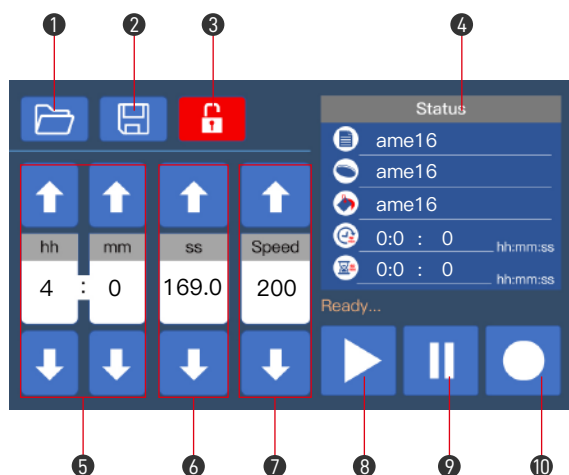 1 2 3 4
Status
ame16
ame16
ame16
0:0 : 0 hh:mm:ss
0:0 : 0 hh:mm:ss
hh mm ss Speed
4 : 0 169.0 200
Ready...
5 6 7 8 9 10